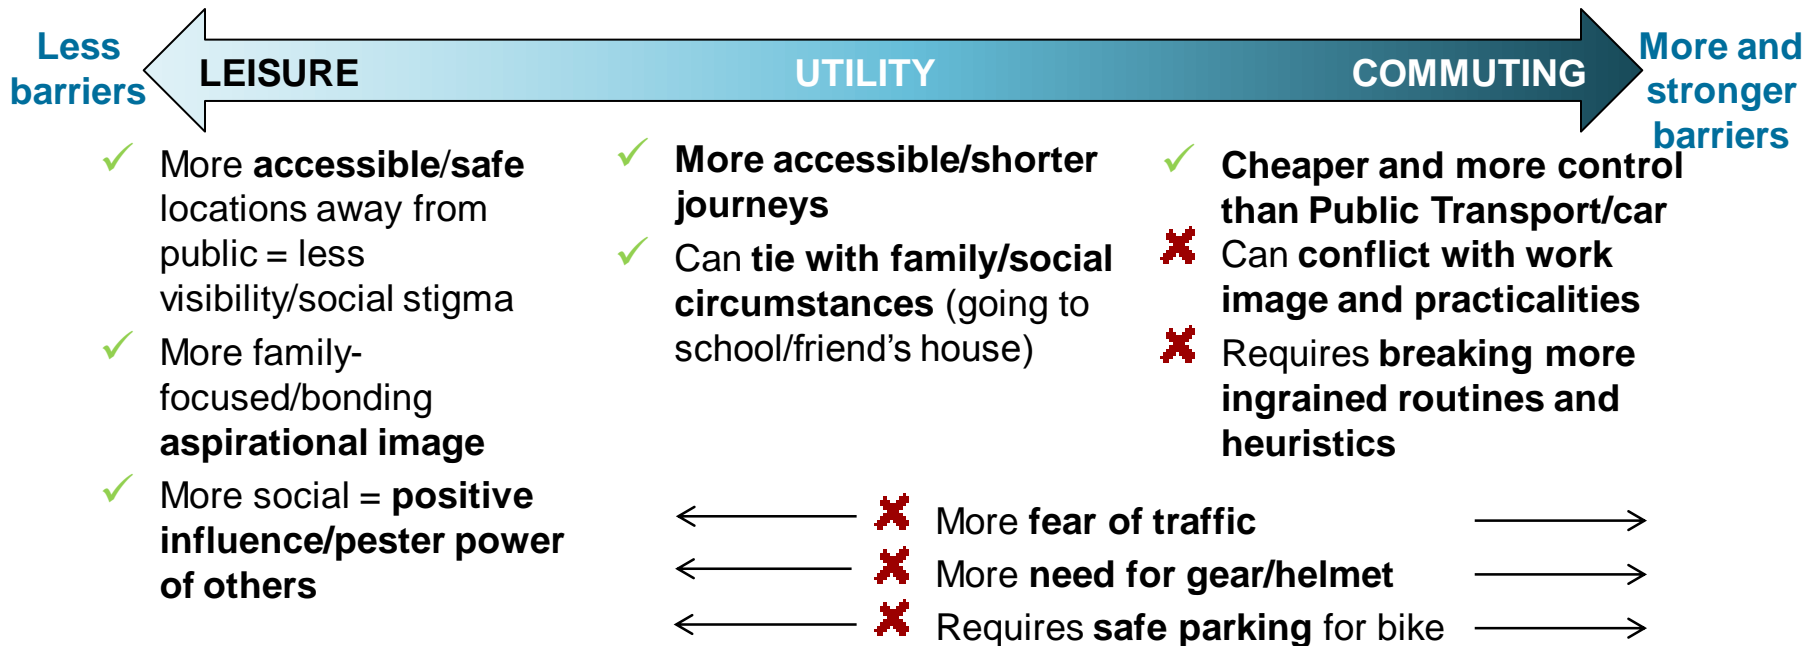 Less
barriers
LEISURE
UTILITY
COMMUTING
More and
stronger
barriers
More accessible/safe
locations away from
public = less
visibility/social stigma
More family-
focused/bonding
aspirational image
More social = positive
influence/pester power
of others
More accessible/shorter
journeys
Can tie with family/social
circumstances (going to
school/friend’s house)
Cheaper and more control
than Public Transport/car
Can conflict with work
image and practicalities
Requires breaking more
ingrained routines and
heuristics
More fear of traffic
More need for gear/helmet
Requires safe parking for bike